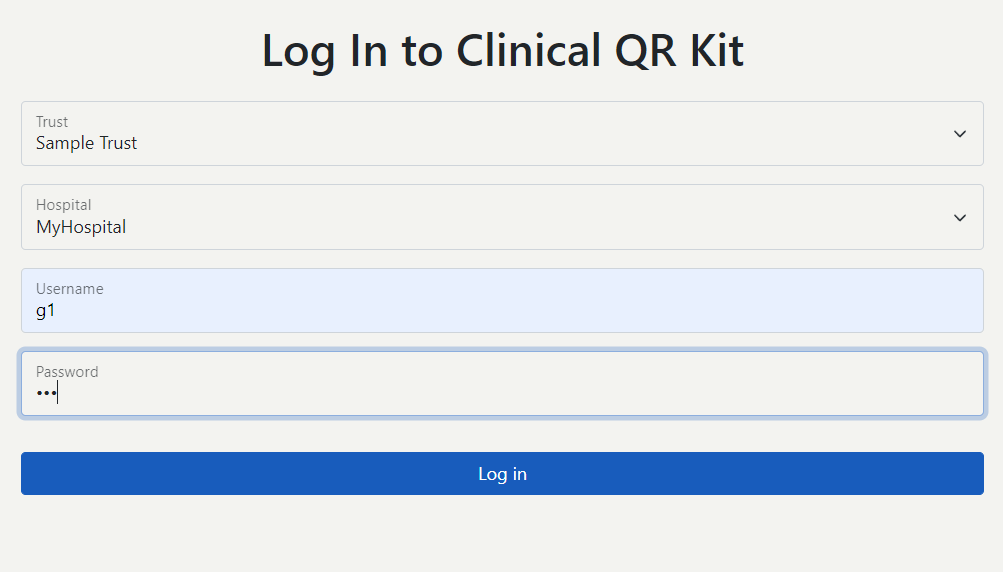 Log In to Clinical QR Kit
Trust
Sample Trust
Hospital
MyHospital
Username
g1
Password
•••
Log in